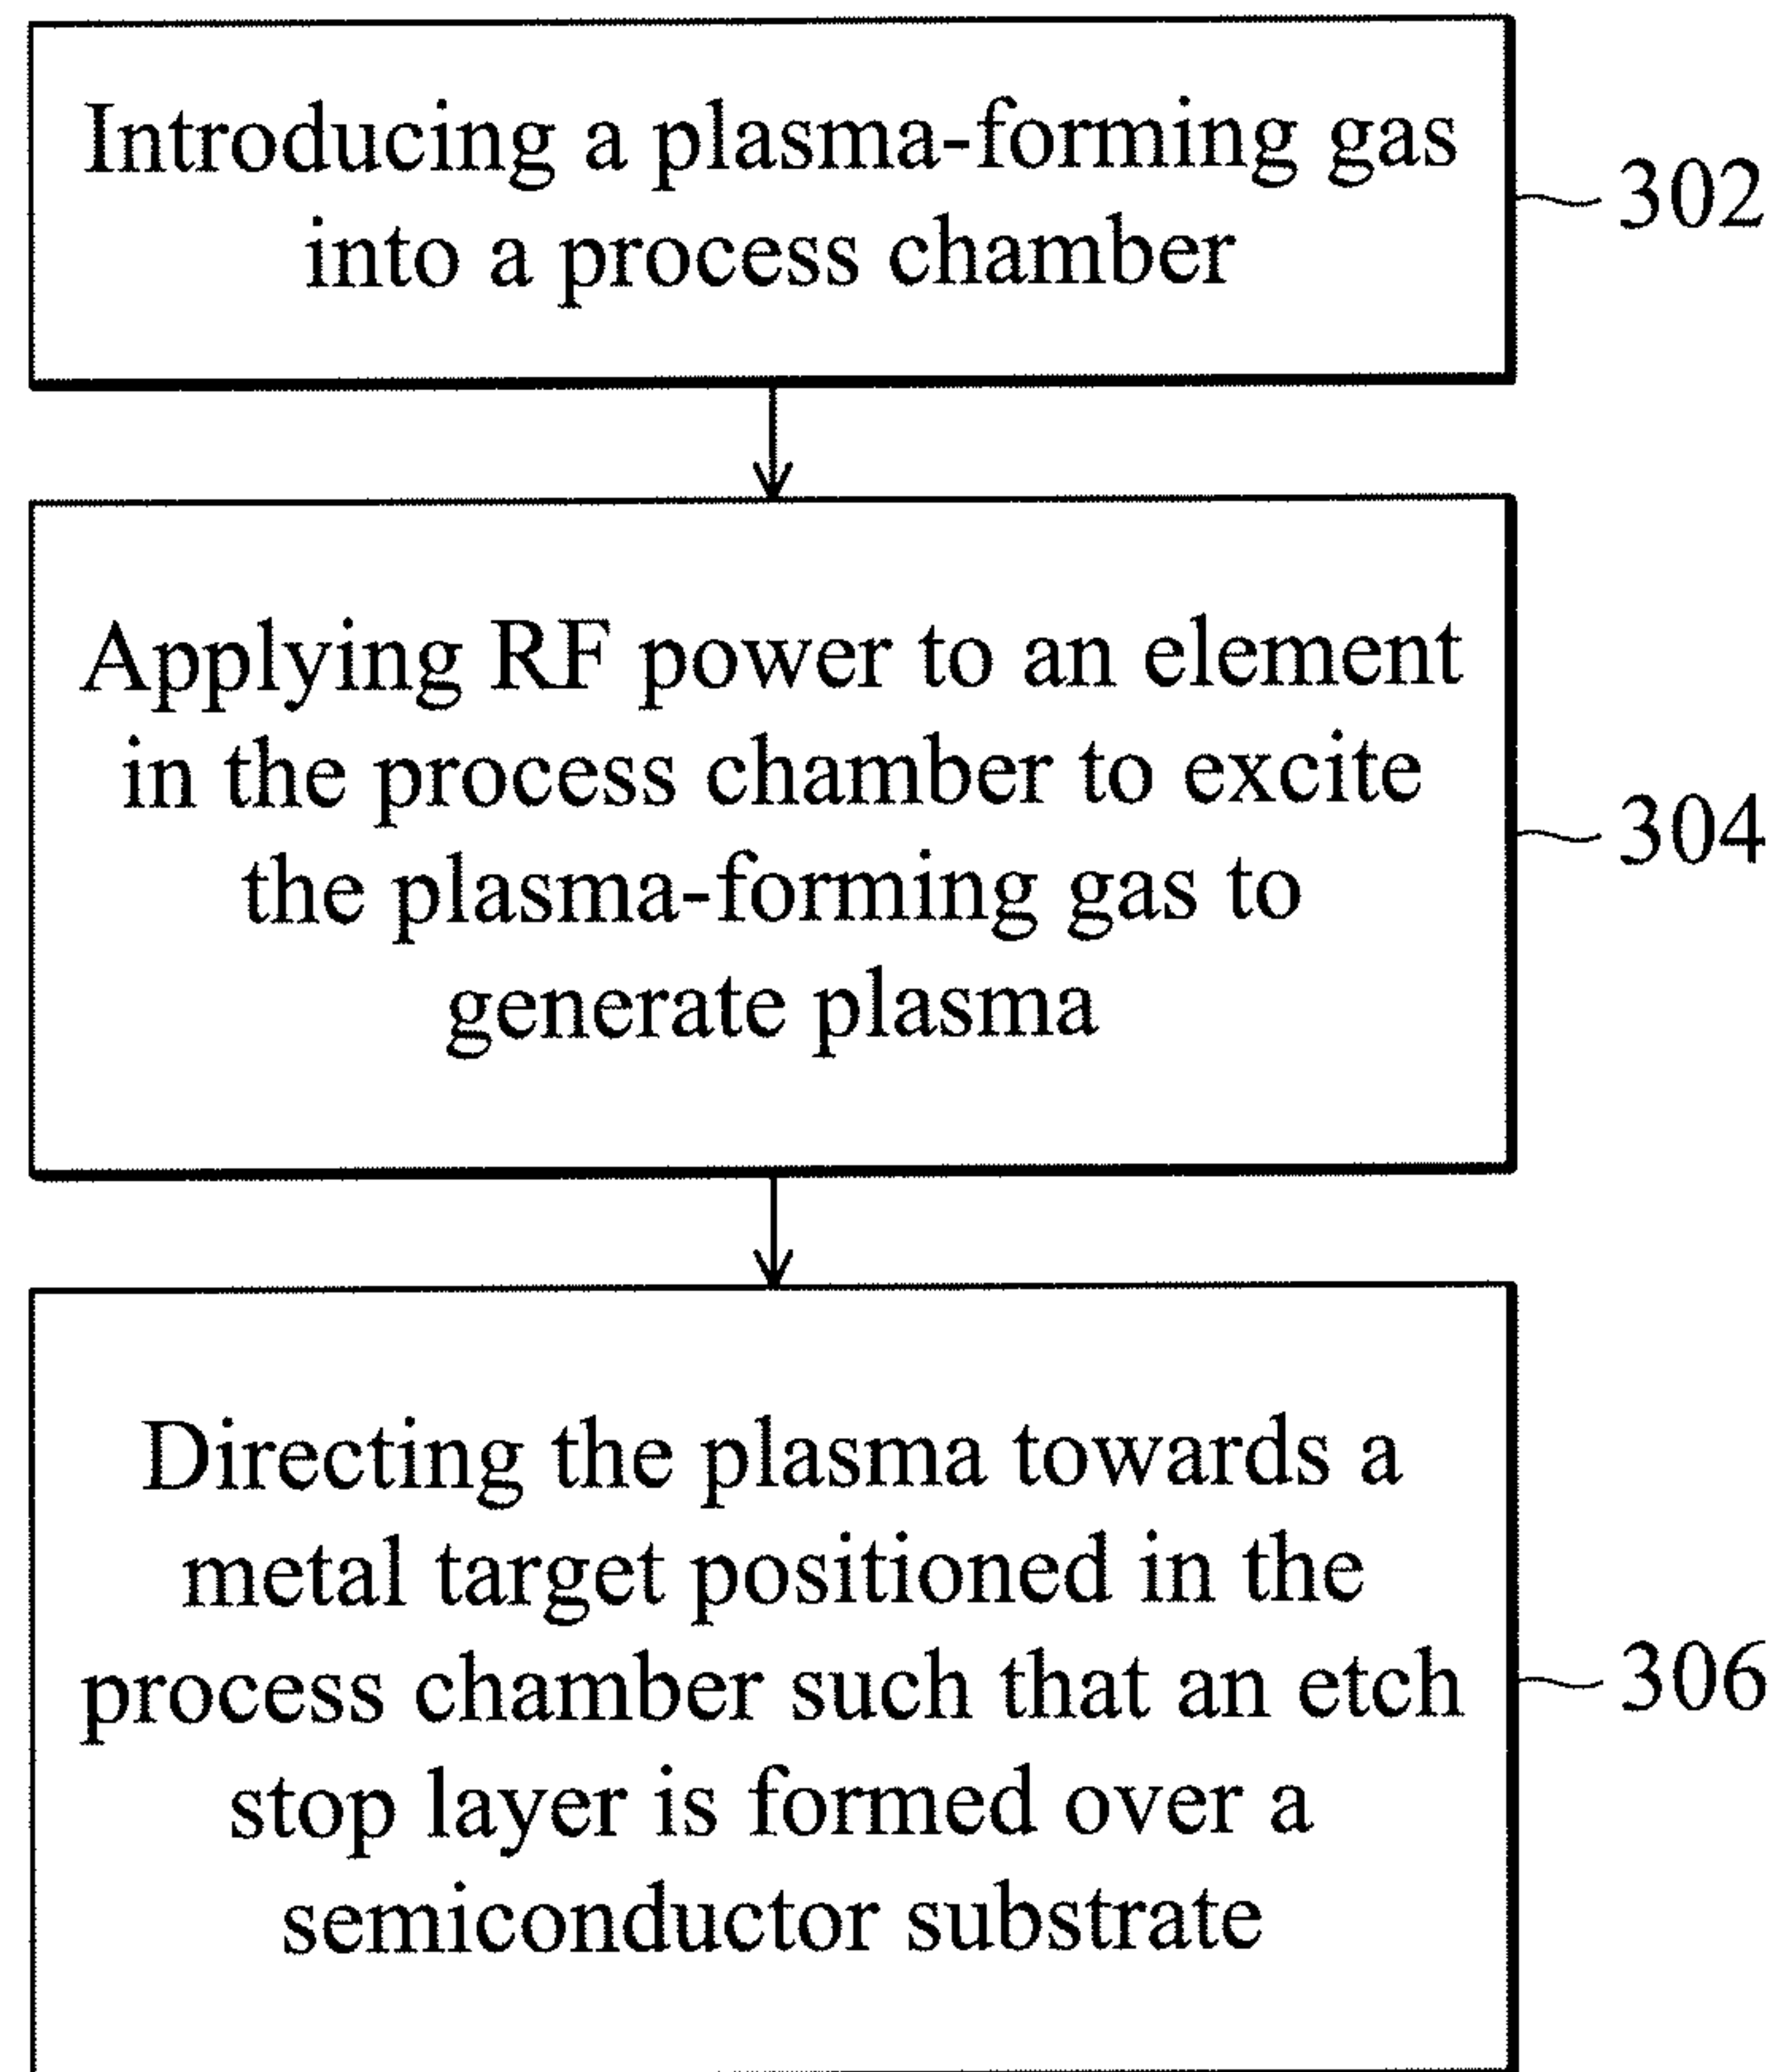 Introducing a plasma-forming gas
into a process chamber
302
Applying RF power to an element
in the process chamber to excite
the plasma-forming gas to
generate plasma
304
Directing the plasma towards a
metal target positioned in the
process chamber such that an etch
stop layer is formed over a
semiconductor substrate
306